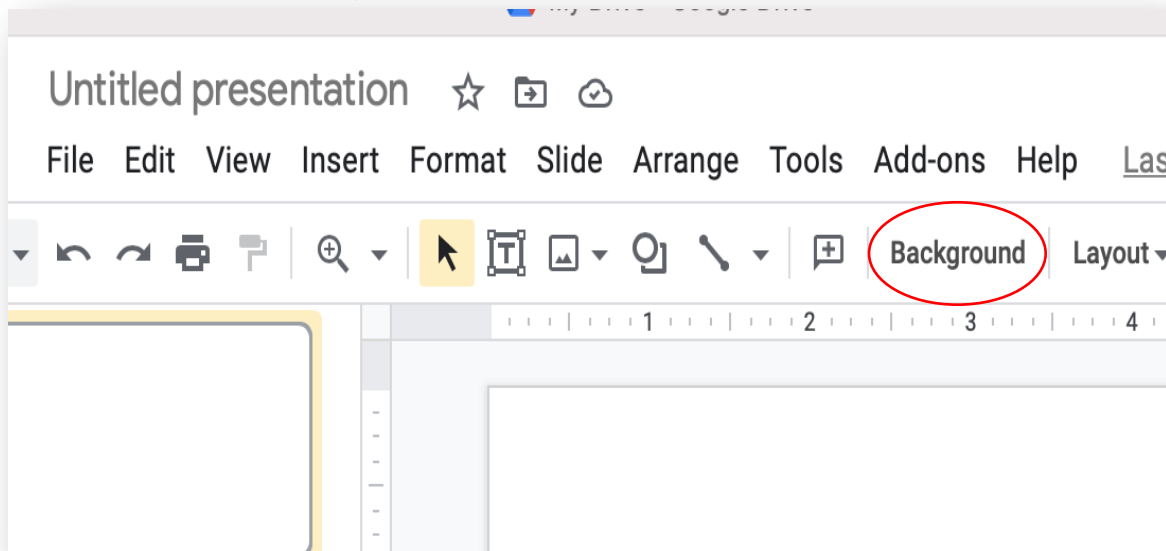 Untitled presentation
File Edit View Insert Format Slide Arrange Tools Add-ons Help
Background Layout
1 2 3 4